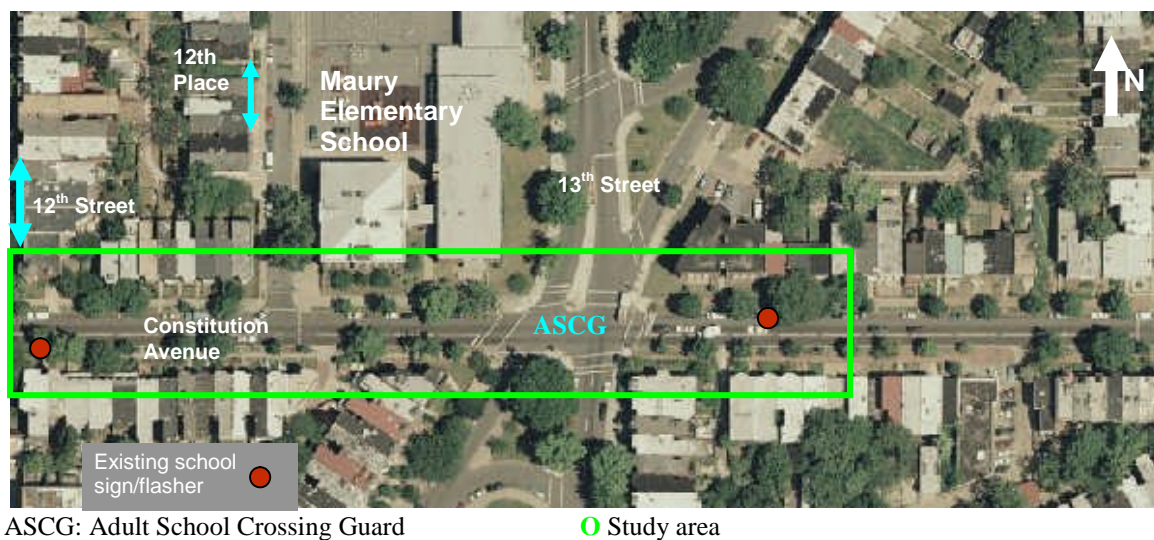 12th
Place
Maury
Elementary
School
N
13th Street
12th Street
Constitution
Avenue
ASCG
Existing school
sign/flasher
ASCG: Adult School Crossing Guard
O Study area